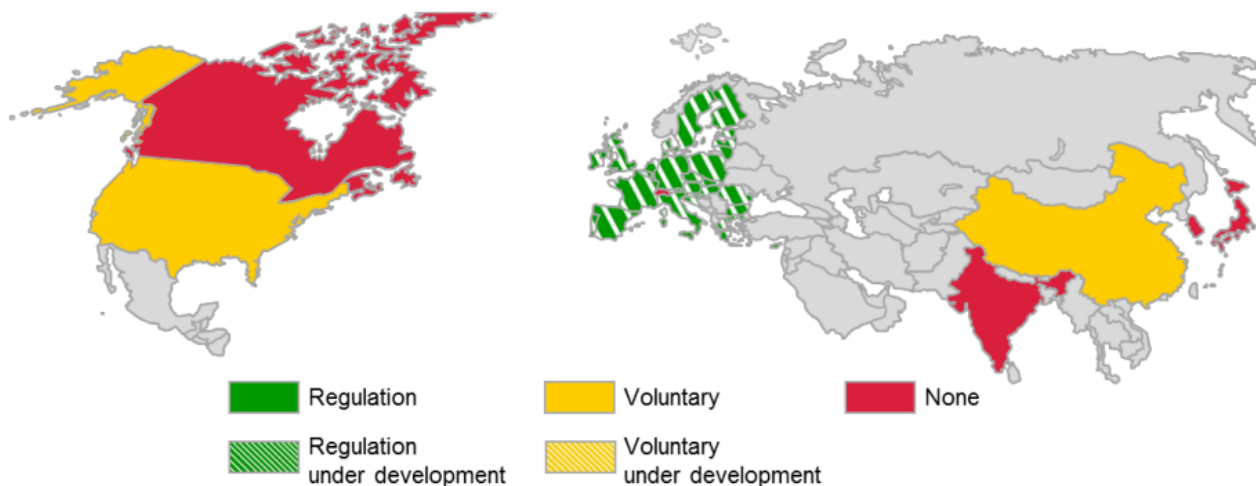 Regulation
Voluntary
None
Regulation
under development
Voluntary
under development